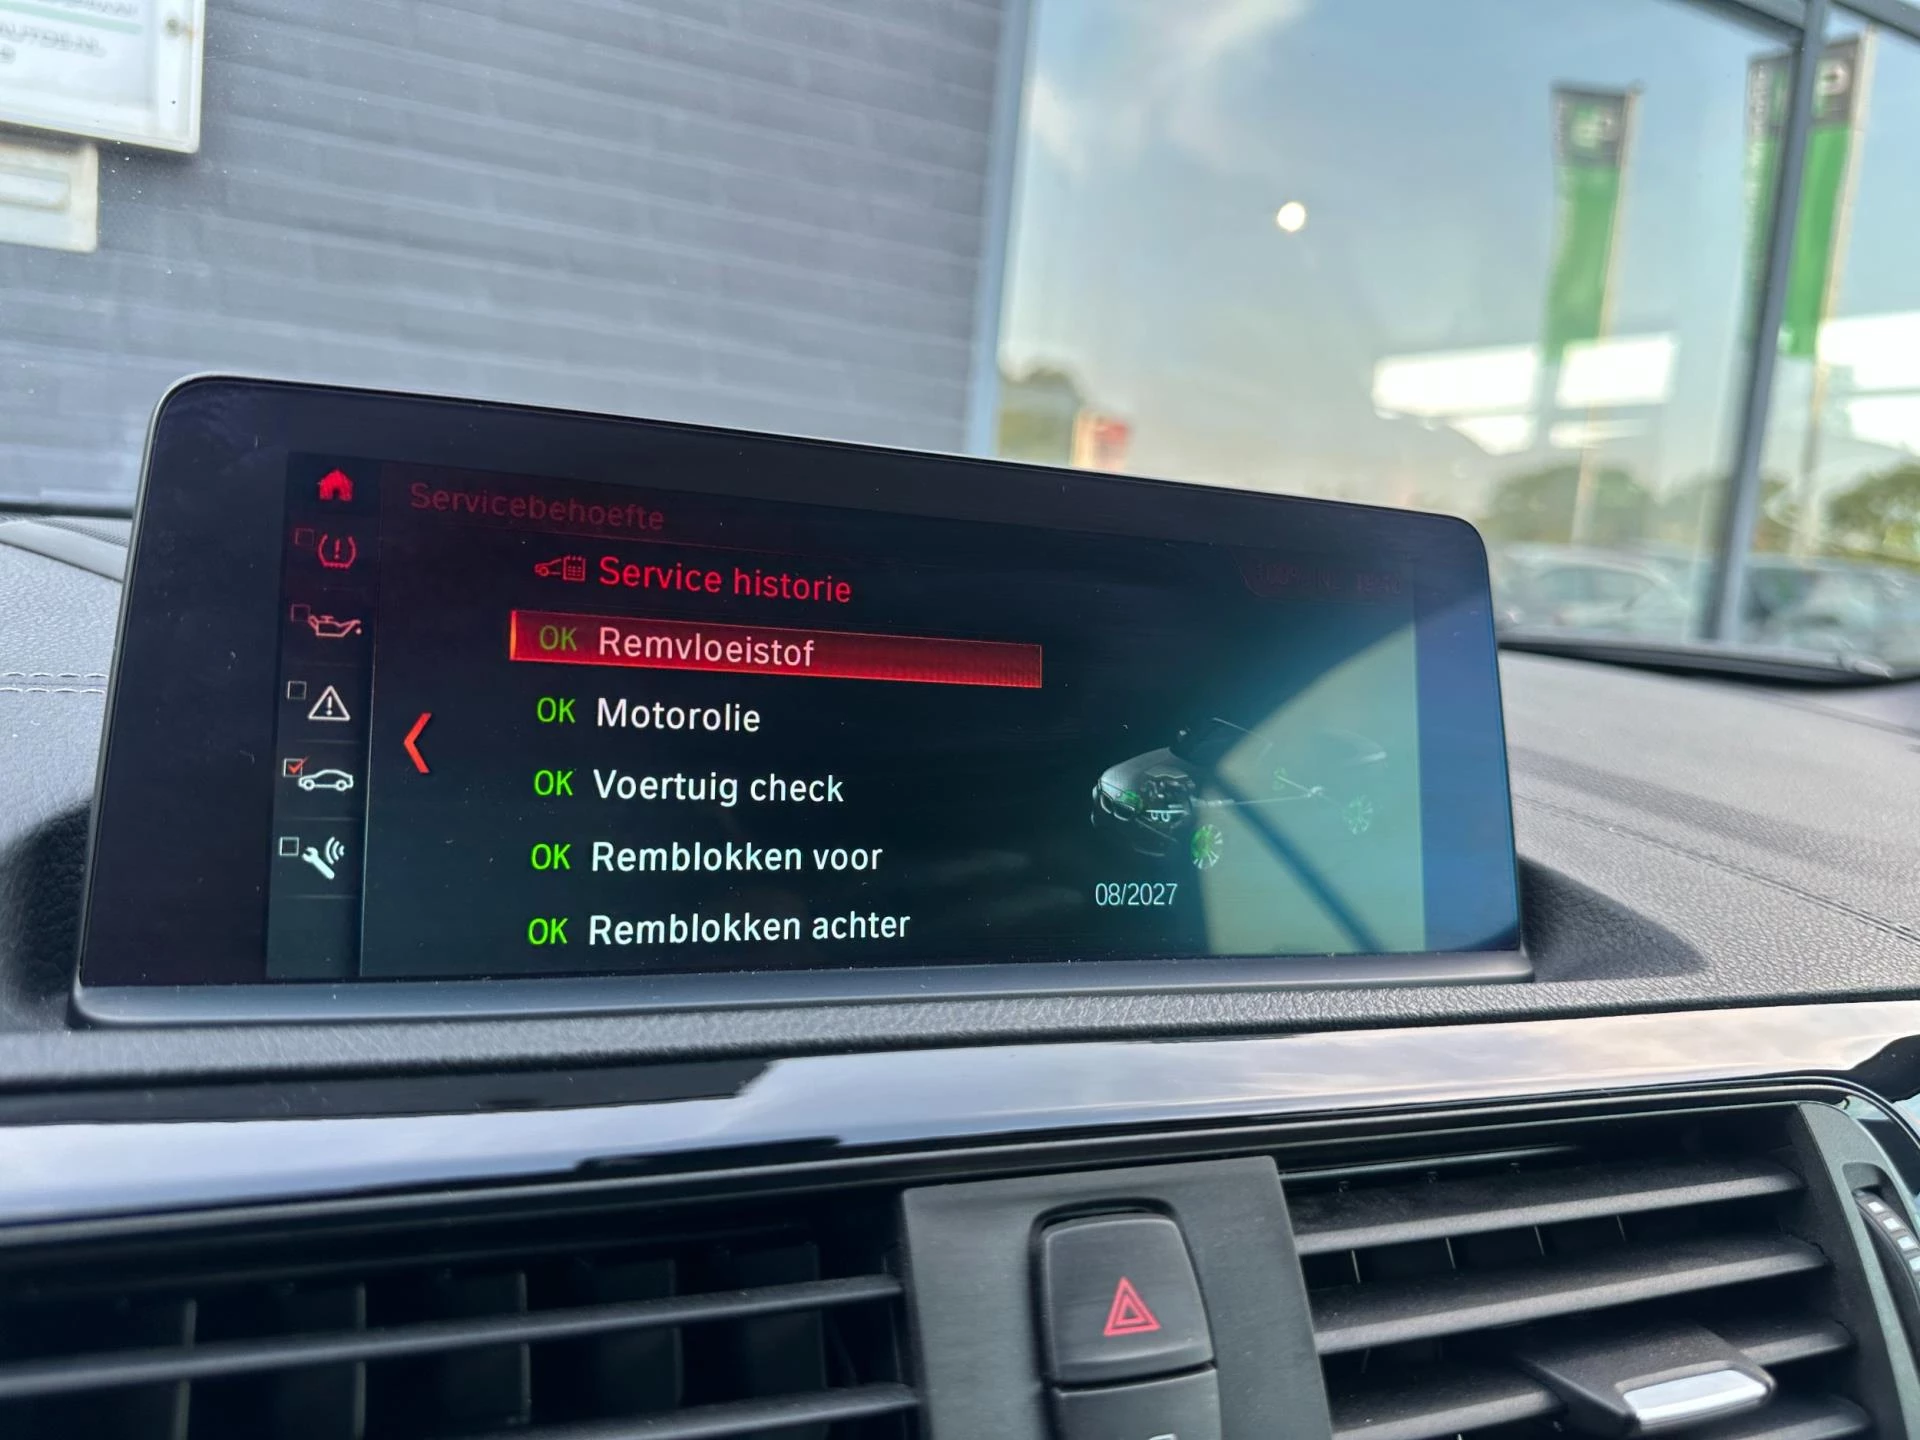 Servicebehoefte
Service historie
OK Remvloeistof
OK Motorolie
OK Voertuig check
OK Remblokken voor
OK Remblokken achter
08/2027